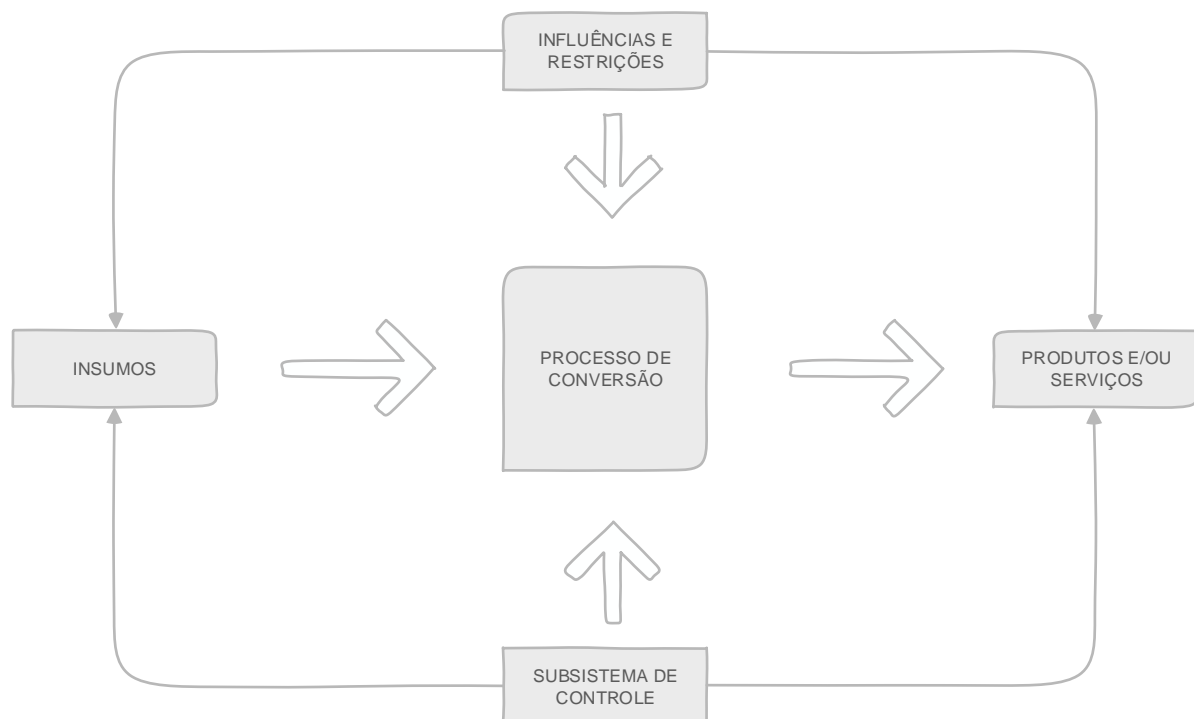 INFLUÊNCIAS E
RESTRIÇÕES
INSUMOS
PROCESSO DE
CONVERSÃO
PRODUTOS E/OU
SERVIÇOS
SUBSISTEMA DE
CONTROLE